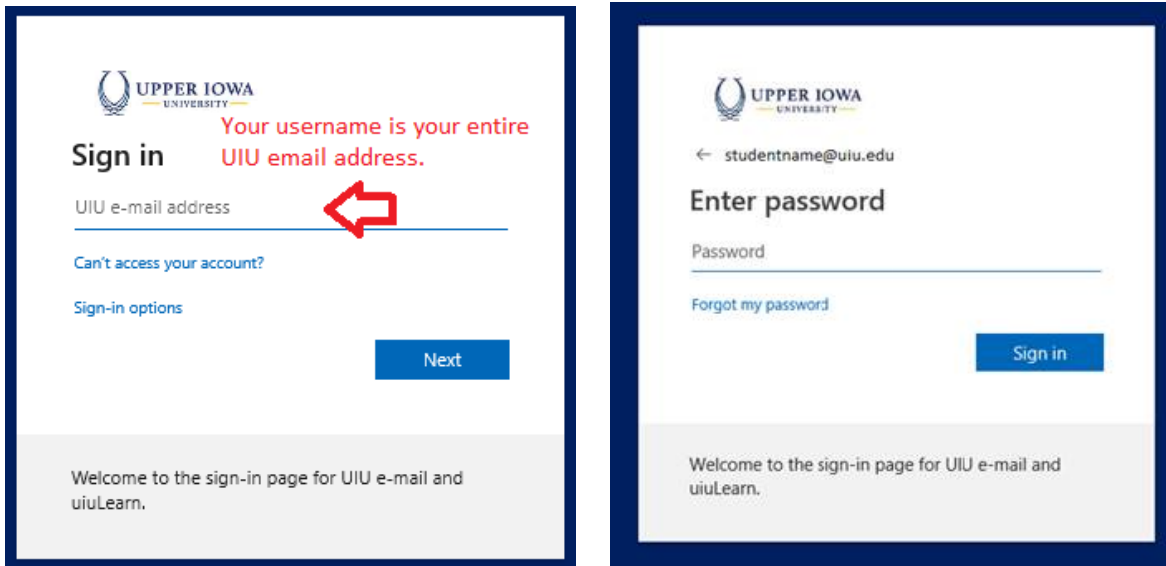 UPPER IOWA
UNIVERSITY
Your username is your entire
UIU email address.
Sign in
UIU e-mail address
Can't access your account?
Sign-in options
Next
Welcome to the sign-in page for UIU e-mail and
uiuLearn.
UPPER IOWA
UNIVERSITY
← studentname@uiu.edu
Enter password
Password
Forgot my password
Sign in
Welcome to the sign-in page for UIU e-mail and
uiuLearn.